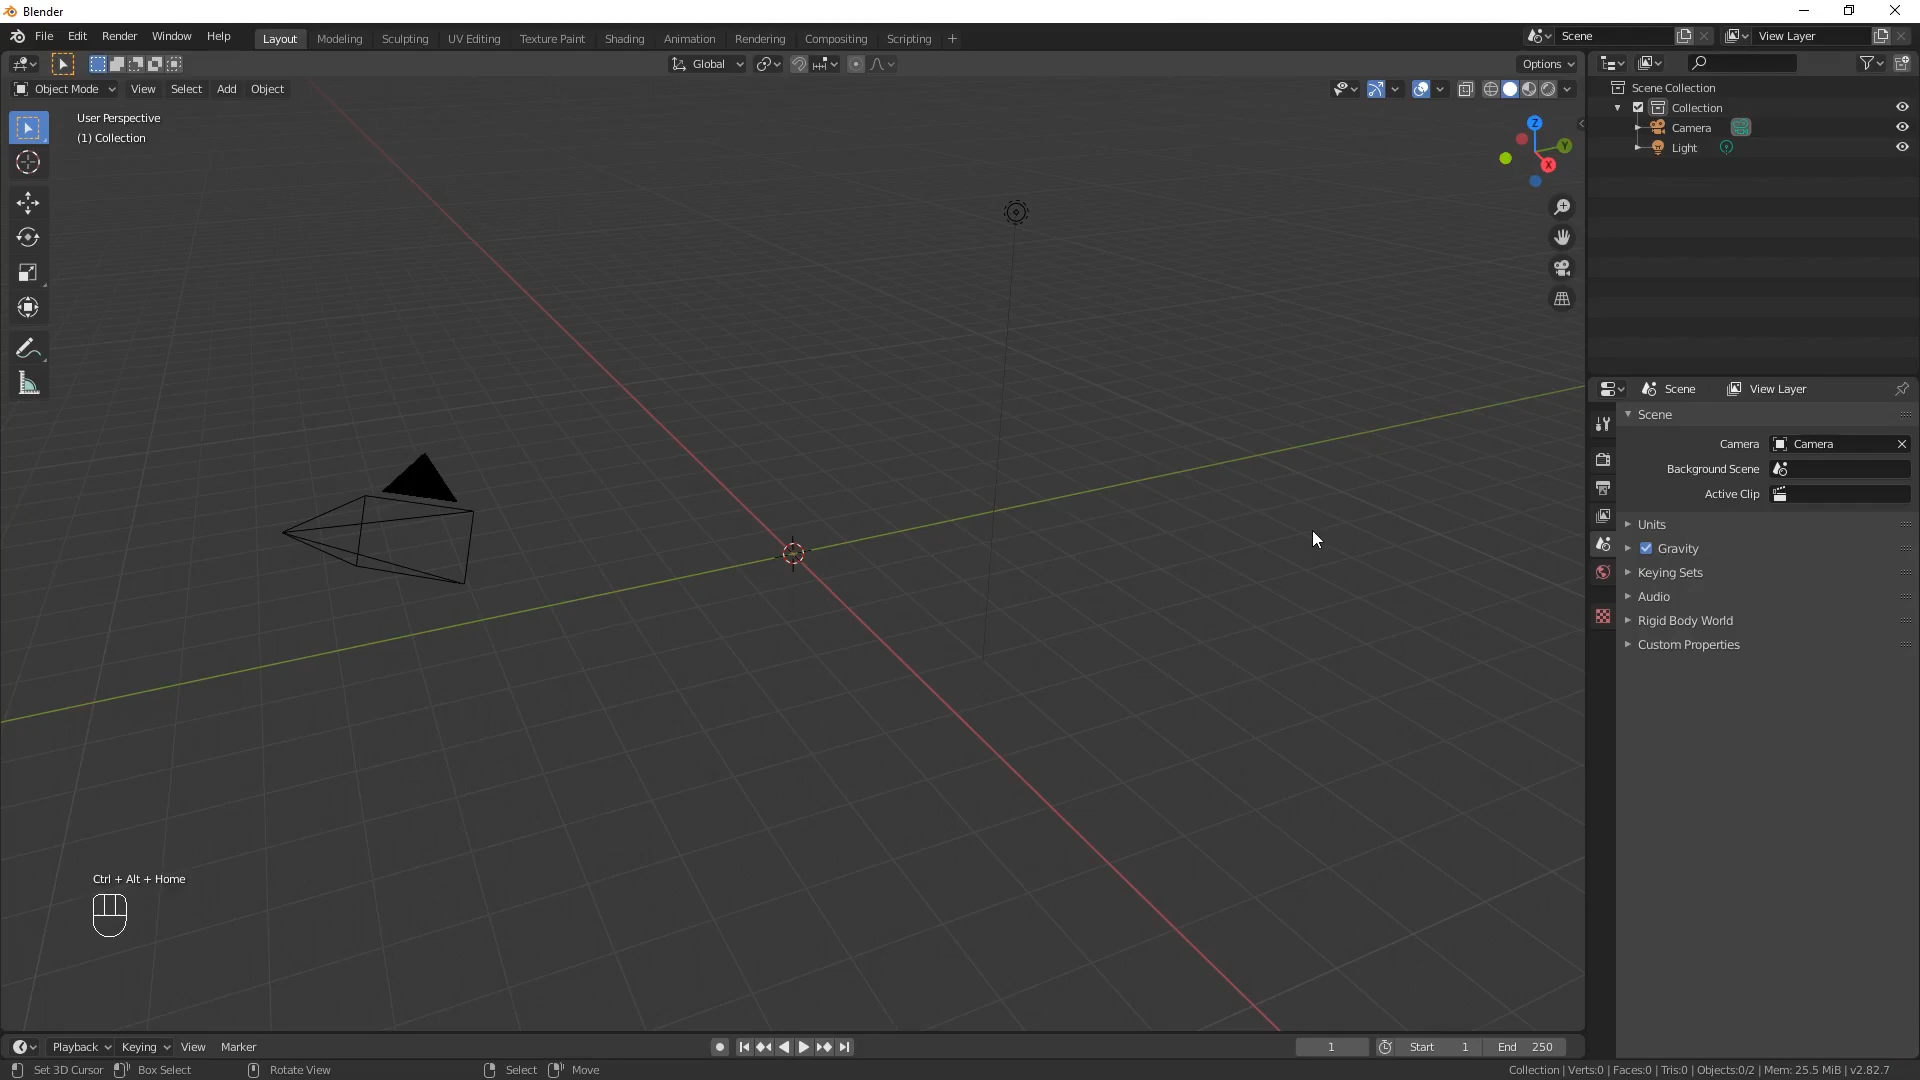 Blender
File Edit Render Window Help Layout Modeling Sculpting UV Editing Texture Paint Shading Animation Rendering Compositing Scripting + Scene View Layer
Global Options
Object Mode View Select Add Object
User Perspective
(1) Collection
Z
Y
X
Scene Collection
Collection
Camera
Light
Scene View Layer
Scene
Camera Camera
Background Scene
Active Clip
Units
Gravity
Keying Sets
Audio
Rigid Body World
Custom Properties
Ctrl + Alt + Home
Playback Keying View Marker 1 Start 1 End 250
Set 3D Cursor Box Select Rotate View Select Move Collection | Verts:0 | Faces:0 | Tris:0 | Objects:0/2 | Mem: 25.5 MiB | v2.82.7